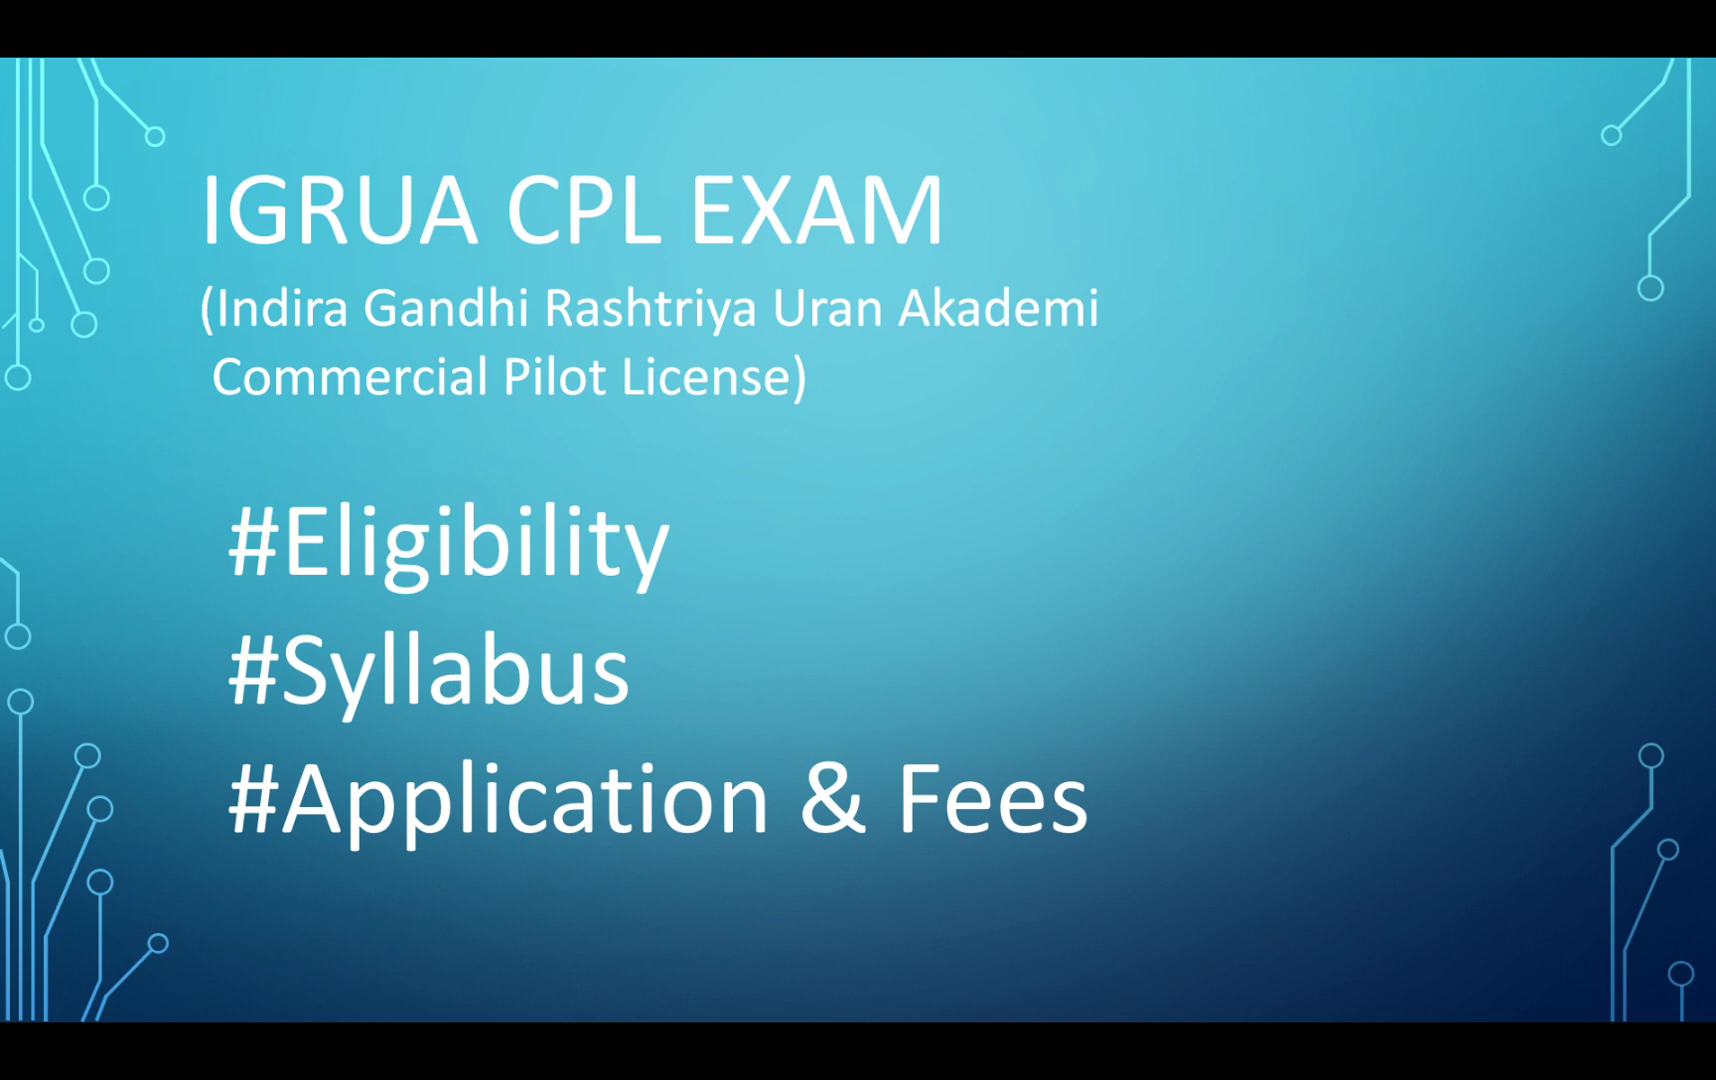 IGRUA CPL EXAM
(Indira Gandhi Rashtriya Uran Akademi
Commercial Pilot License)
#Eligibility
#Syllabus
#Application & Fees